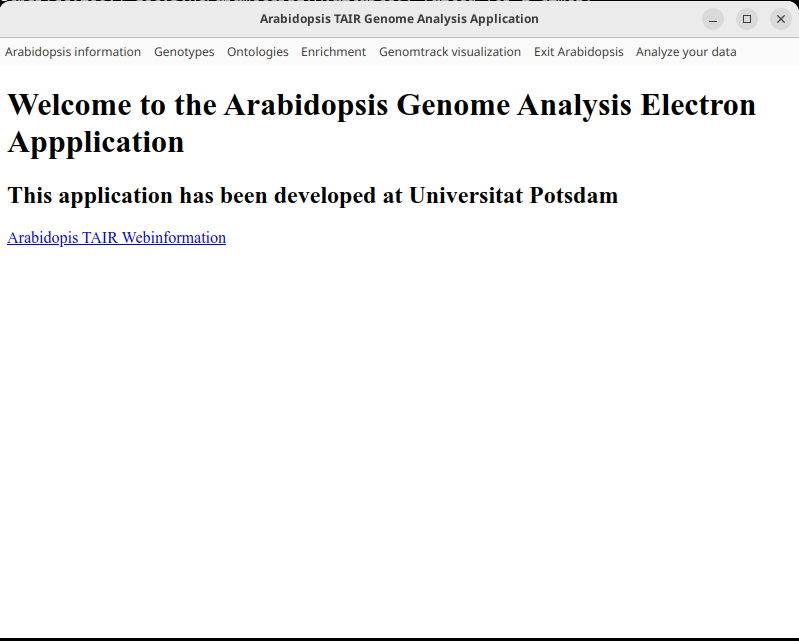 Arabidopsis TAIR Genome Analysis Application
Arabidopsis information Genotypes Ontologies Enrichment Genomtrack visualization Exit Arabidopsis Analyze your data
Welcome to the Arabidopsis Genome Analysis Electron
Appplication
This application has been developed at Universitat Potsdam
Arabidopis TAIR Webinformation